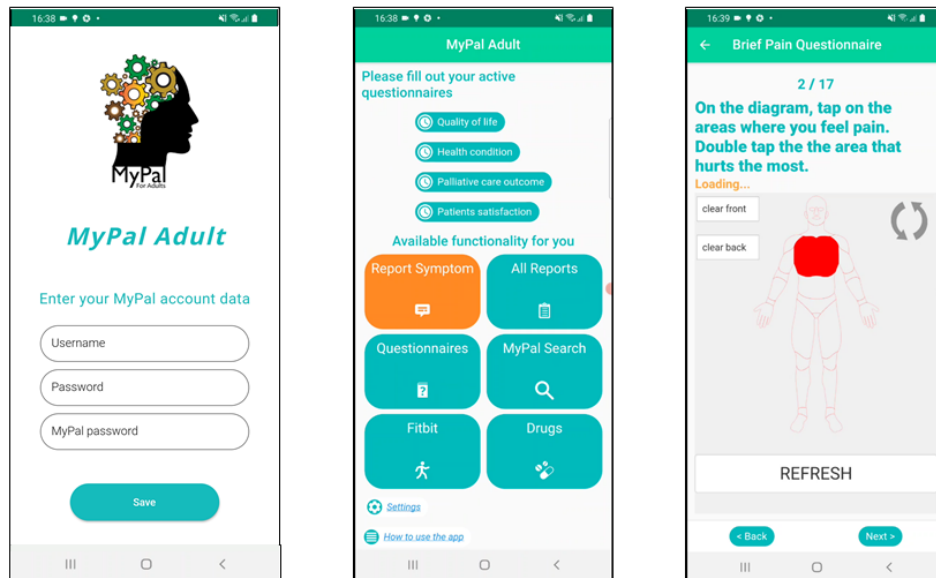 16:38
MyPal
For Adults
MyPal Adult
Enter your MyPal account data
Username
Password
MyPal password
Save
16:38
MyPal Adult
Please fill out your active
questionnaires
Quality of life
Health condition
Palliative care outcome
Patients satisfaction
Available functionality for you
Report Symptom
All Reports
Questionnaires
MyPal Search
Fitbit
Drugs
Settings
How to use the app
16:39
Brief Pain Questionnaire
2 / 17
On the diagram, tap on the
areas where you feel pain.
Double tap the the area that
hurts the most.
Loading...
clear front
clear back
REFRESH
< Back
Next >